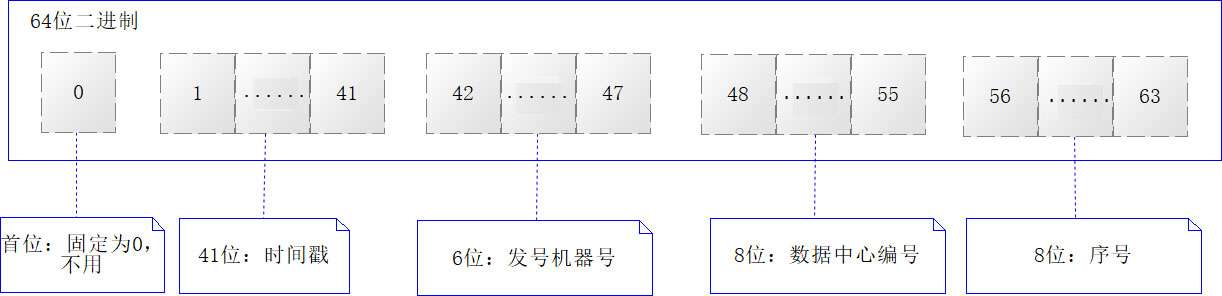 64位二进制
0 1 ...... 41 42 ...... 47 48 ...... 55 56 ...... 63
首位：固定为0，
不用
41位：时间戳
6位：发号机器号
8位：数据中心编号
8位：序号